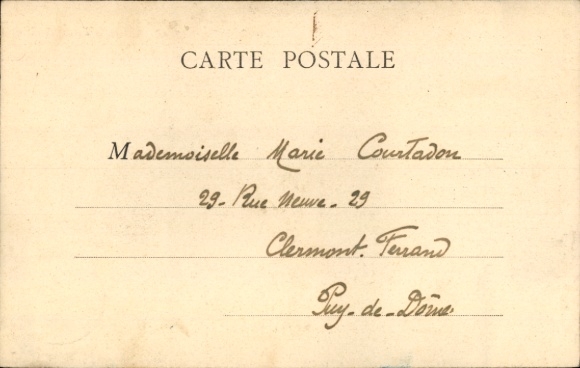 CARTE POSTALE
Mademoiselle Marie Courtadon
29 - Rue Neuve - 29
Clermont-Ferrand
Puy-de-Dôme